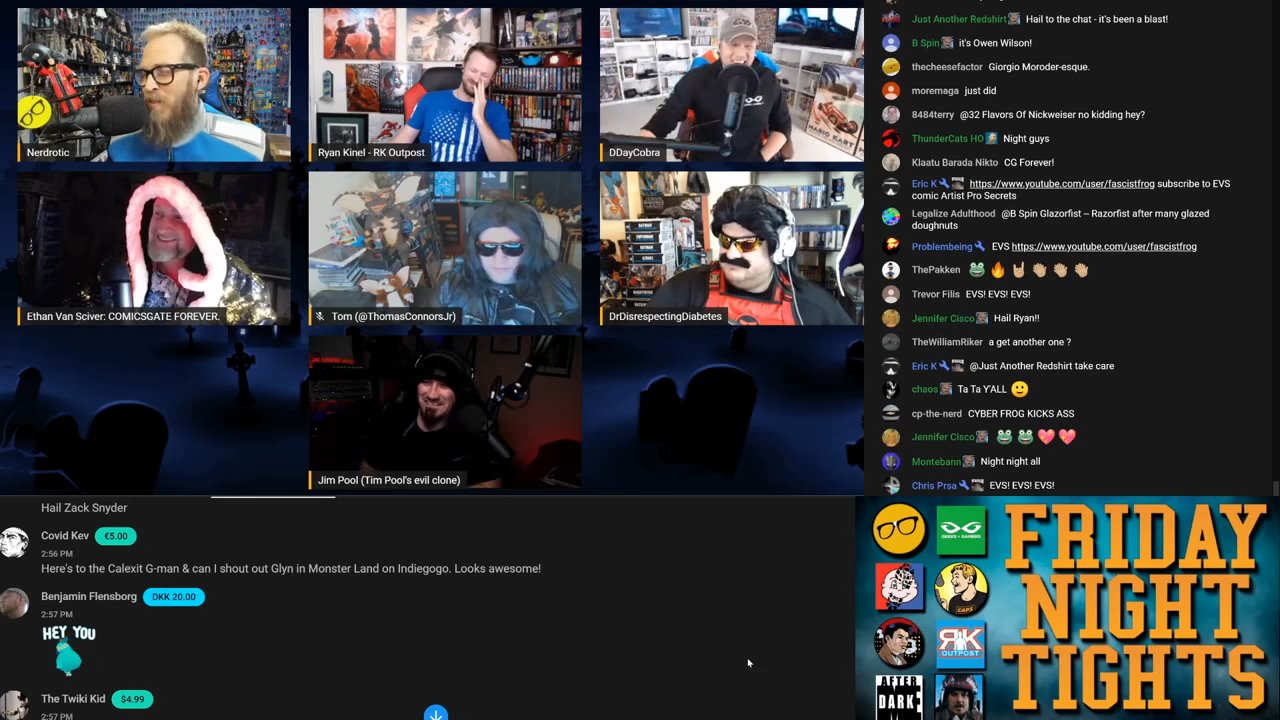 Nerdrotic
Ryan Kinel - RK Outpost
DDayCobra
Ethan Van Sciver: COMICSGATE FOREVER.
Tom (@ThomasConnorsJr)
DrDisrespectingDiabetes
Jim Pool (Tim Pool's evil clone)
MARIO KART
Just Another Redshirt Hail to the chat - it's been a blast!
B Spin it's Owen Wilson!
thecheesefactor Giorgio Moroder-esque.
moremaga just did
8484terry @32 Flavors Of Nickweiser no kidding hey?
ThunderCats HO Night guys
Klaatu Barada Nikto CG Forever!
Eric K https://www.youtube.com/user/fascistfrog subscribe to EVS
comic Artist Pro Secrets
Legalize Adulthood @B Spin Glazorfist -- Razorfist after many glazed
doughnuts
Problembeing EVS https://www.youtube.com/user/fascistfrog
ThePakken 🐸 🔥 🤘🏼 👏🏼 👏🏼 👏🏼
Trevor Filis EVS! EVS! EVS!
Jennifer Cisco Hail Ryan!!
TheWilliamRiker a get another one ?
Eric K @Just Another Redshirt take care
chaos Ta Ta Y'ALL 🙂
cp-the-nerd CYBER FROG KICKS ASS
Jennifer Cisco 🐸 🐸 💖 💖
Montebann Night night all
Chris Prsa EVS! EVS! EVS!
Hail Zack Snyder
Covid Kev €5.00
2:56 PM
Here's to the Calexit G-man & can I shout out Glyn in Monster Land on Indiegogo. Looks awesome!
Benjamin Flensborg DKK 20.00
2:57 PM
HEY YOU
The Twiki Kid $4.99
2:57 PM
GEEKS + GAMERS
CAPS
RK
OUTPOST
AFTER
DARK
FRIDAY
NIGHT
TIGHTS